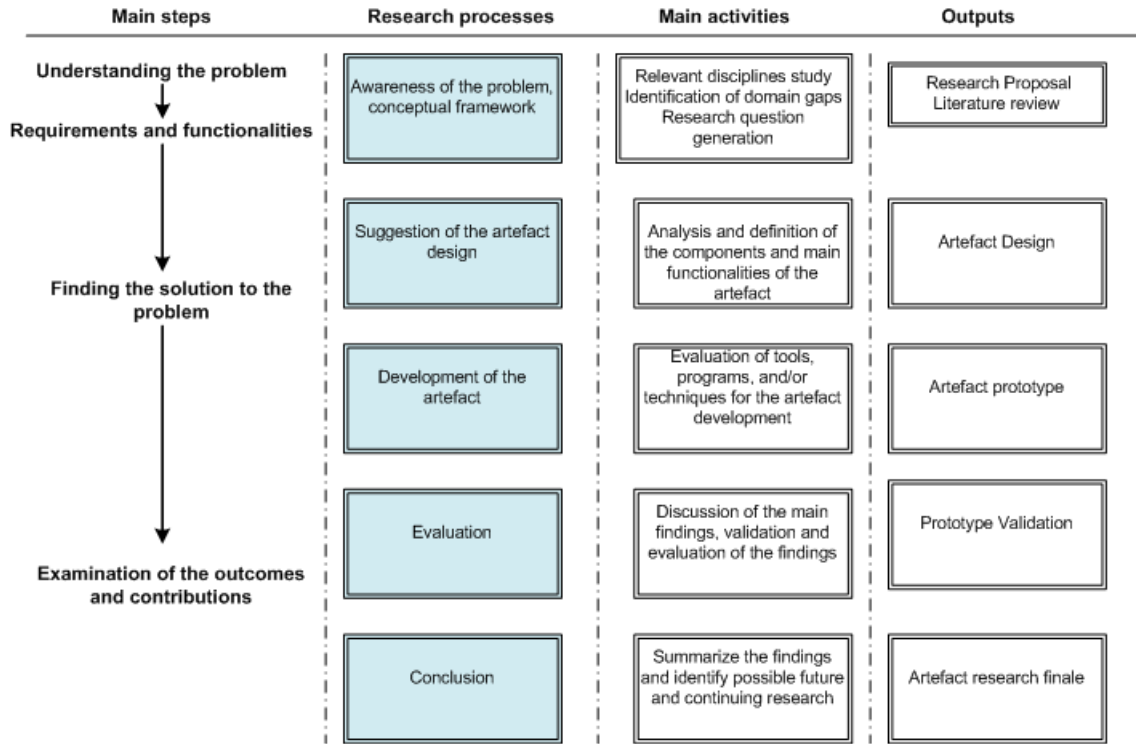 Main steps
Research processes
Main activities
Outputs
Understanding the problem
Requirements and functionalities
Finding the solution to the
problem
Examination of the outcomes
and contributions
Awareness of the problem,
conceptual framework
Relevant disciplines study
Identification of domain gaps
Research question
generation
Research Proposal
Literature review
Suggestion of the artefact
design
Analysis and definition of
the components and main
functionalities of the
artefact
Artefact Design
Development of the
artefact
Evaluation of tools,
programs, and/or
techniques for the artefact
development
Artefact prototype
Evaluation
Discussion of the main
findings, validation and
evaluation of the findings
Prototype Validation
Conclusion
Summarize the findings
and identify possible future
and continuing research
Artefact research finale